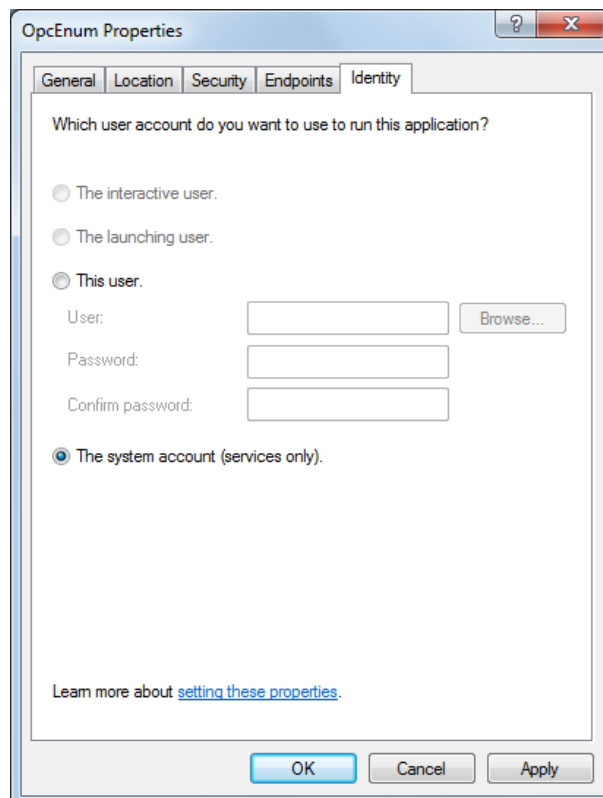 OpcEnum Properties
?
X
General Location Security Endpoints Identity
Which user account do you want to use to run this application?
The interactive user.
The launching user.
This user.
User:
Browse...
Password:
Confirm password:
The system account (services only).
Learn more about setting these properties.
OK Cancel Apply